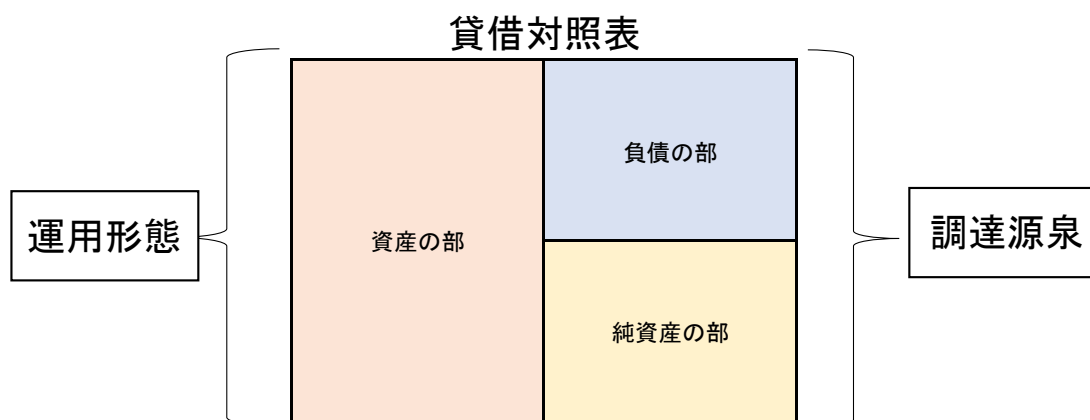 貸借対照表
負債の部
運用形態
資産の部
調達源泉
純資産の部